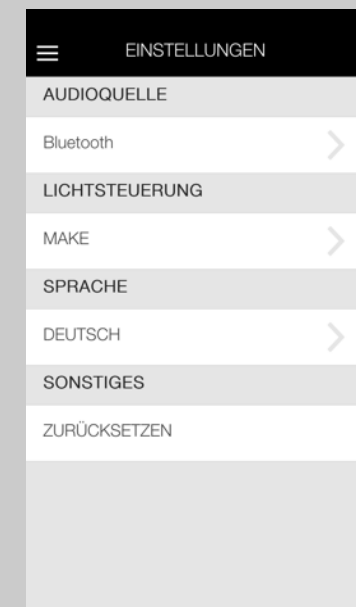 EINSTELLUNGEN
AUDIOQUELLE
Bluetooth
LICHTSTEUERUNG
MAKE
SPRACHE
DEUTSCH
SONSTIGES
ZURÜCKSETZEN